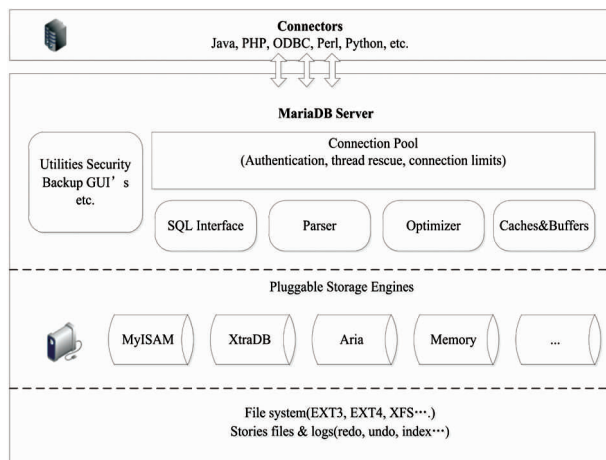 Connectors
Java, PHP, ODBC, Perl, Python, etc.
MariaDB Server
Utilities Security
Backup GUI’s
etc.
Connection Pool
(Authentication, thread rescue, connection limits)
SQL Interface
Parser
Optimizer
Caches&Buffers
Pluggable Storage Engines
MyISAM
XtraDB
Aria
Memory
...
File system(EXT3, EXT4, XFS….)
Stories files & logs(redo, undo, index…)